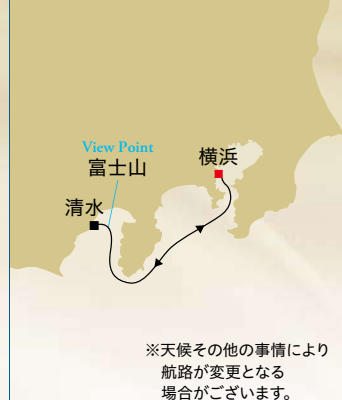 View Point
富士山
横浜
清水
※天候その他の事情により
航路が変更となる
場合がございます。